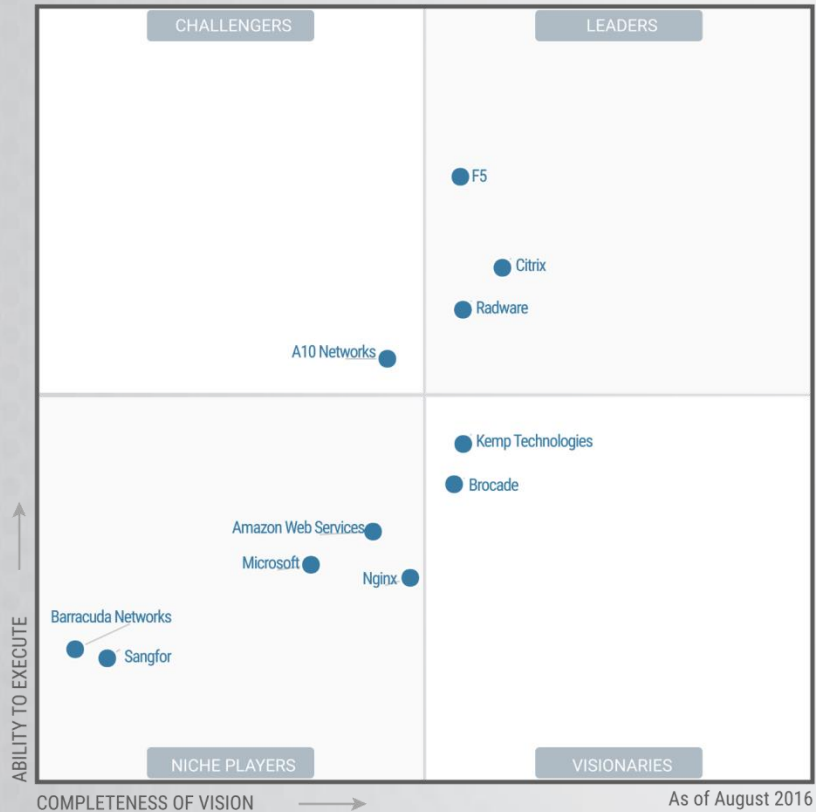 CHALLENGERS
LEADERS
F5
Citrix
Radware
A10 Networks
Kemp Technologies
Brocade
Amazon Web Services
Microsoft
Nginx
Barracuda Networks
Sangfor
ABILITY TO EXECUTE
NICHE PLAYERS
VISIONARIES
COMPLETENESS OF VISION
As of August 2016